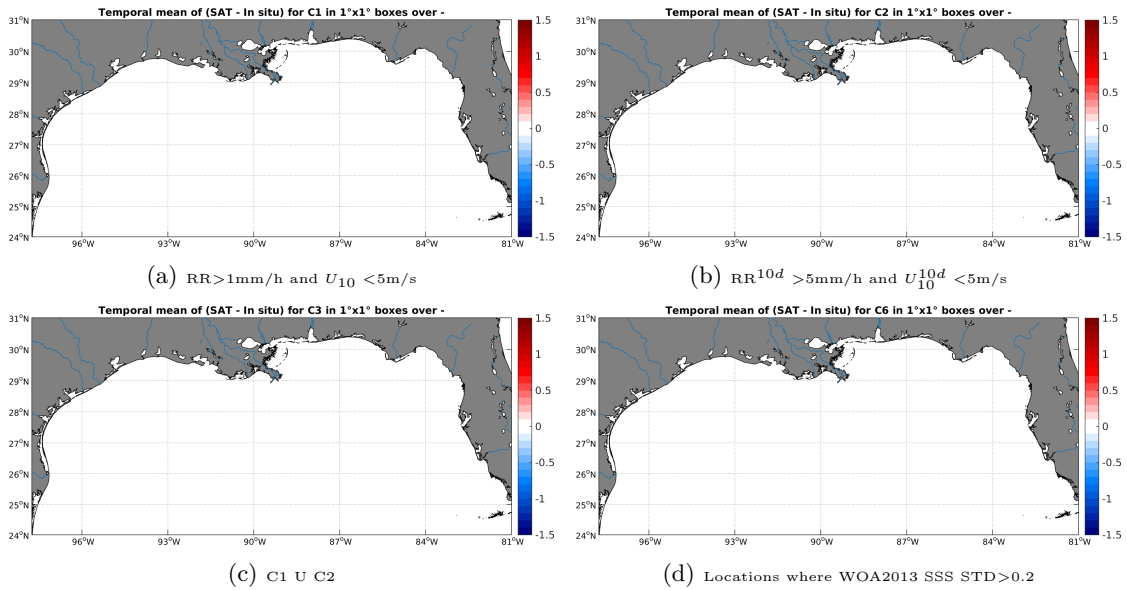 Temporal mean of (SAT - In situ) for C1 in 1°x1° boxes over -
31°N
30°N
29°N
28°N
27°N
26°N
25°N
24°N
96°W 93°W 90°W 87°W 84°W 81°W
1.5
1
0.5
0
-0.5
-1
-1.5
(a) RR>1mm/h and U10 <5m/s
Temporal mean of (SAT - In situ) for C2 in 1°x1° boxes over -
31°N
30°N
29°N
28°N
27°N
26°N
25°N
24°N
96°W 93°W 90°W 87°W 84°W 81°W
1.5
1
0.5
0
-0.5
-1
-1.5
(b) RR^10d >5mm/h and U10^10d <5m/s
Temporal mean of (SAT - In situ) for C3 in 1°x1° boxes over -
31°N
30°N
29°N
28°N
27°N
26°N
25°N
24°N
96°W 93°W 90°W 87°W 84°W 81°W
1.5
1
0.5
0
-0.5
-1
-1.5
(c) C1 U C2
Temporal mean of (SAT - In situ) for C6 in 1°x1° boxes over -
31°N
30°N
29°N
28°N
27°N
26°N
25°N
24°N
96°W 93°W 90°W 87°W 84°W 81°W
1.5
1
0.5
0
-0.5
-1
-1.5
(d) Locations where WOA2013 SSS STD>0.2